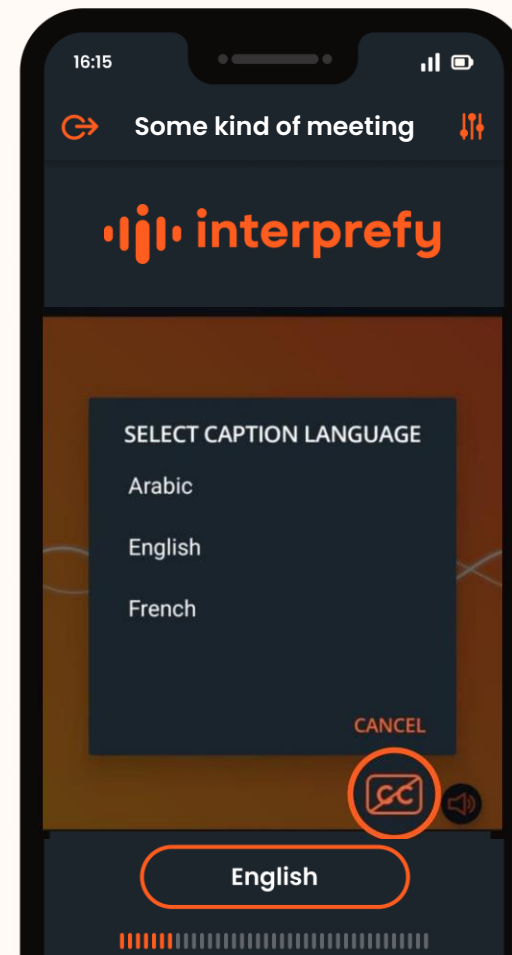 16:15
Some kind of meeting
interprefy
SELECT CAPTION LANGUAGE
Arabic
English
French
CANCEL
CC
English